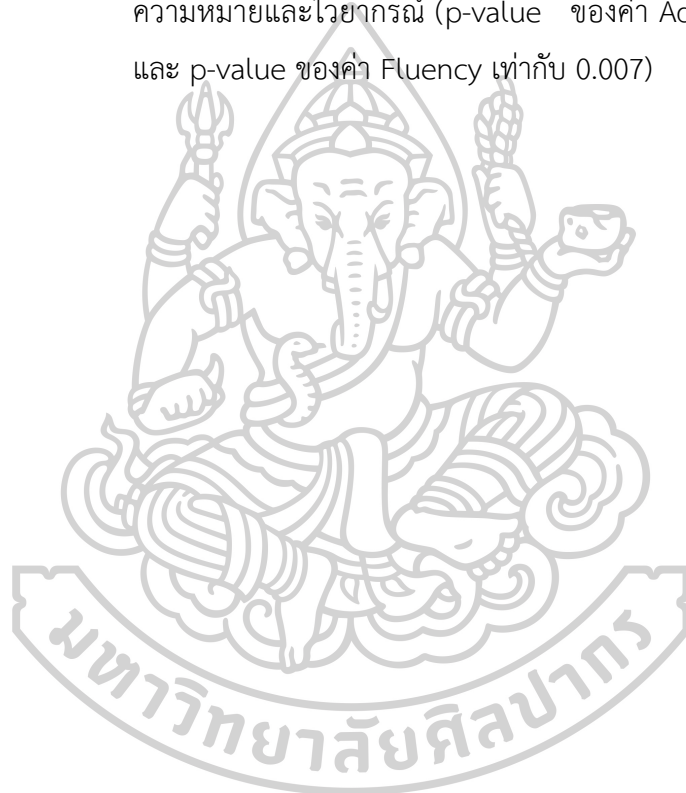 ความหมายและไวยากรณ์ (p-value ของค่า
และ p-value ของค่า Fluency เท่ากับ 0.007)
มหาวิทยาลัยศิลปากร